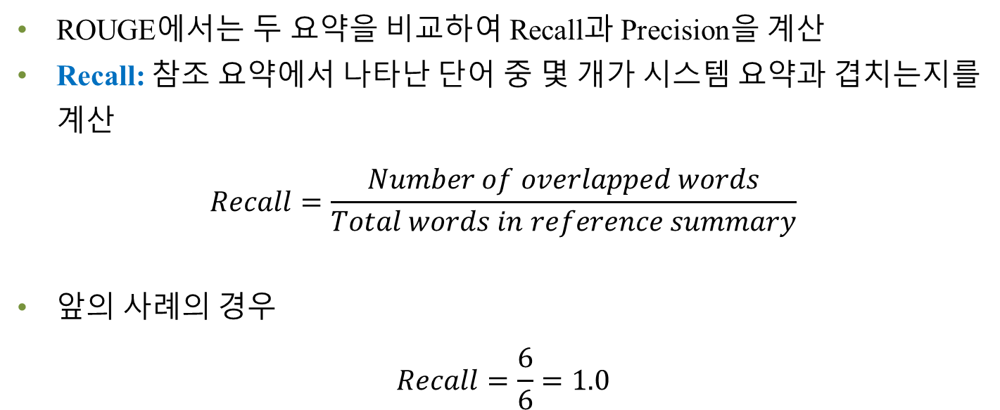 • ROUGE에서는 두 요약을 비교하여 Recall과 Precision을 계산
• Recall: 참조 요약에서 나타난 단어 중 몇 개가 시스템 요약과 겹치는지를
계산
Recall = Number of overlapped words / Total words in reference summary
• 앞의 사례의 경우
Recall = 6/6 = 1.0